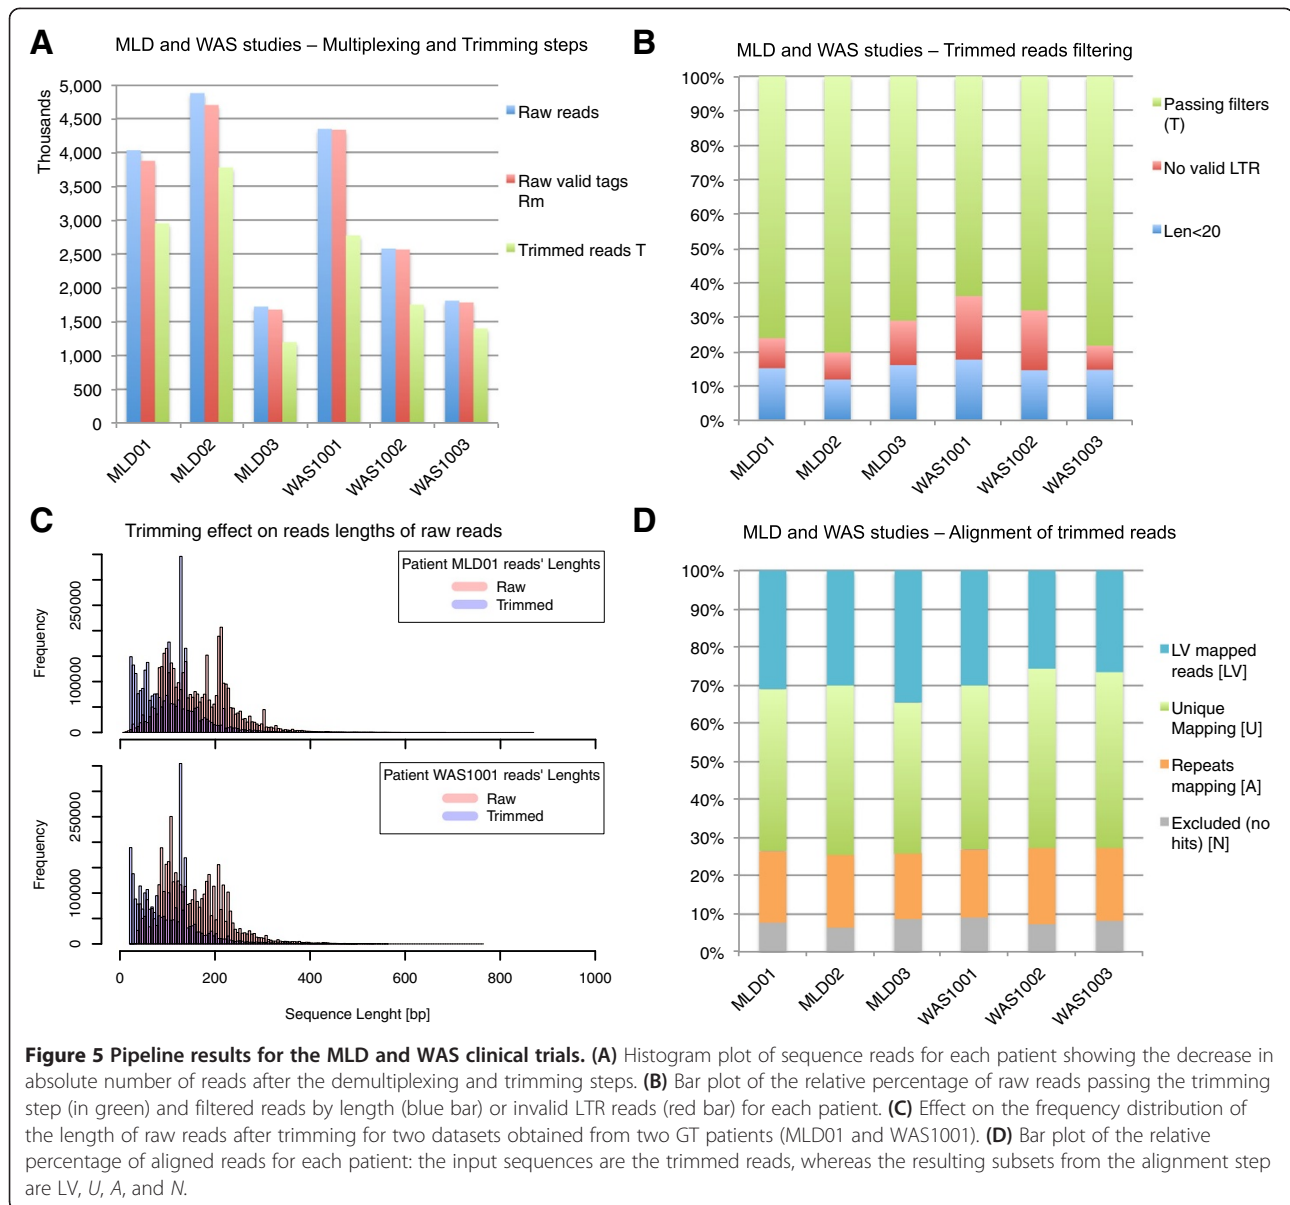 A
MLD and WAS studies – Multiplexing and Trimming steps
Thousands
5,000
4,500
4,000
3,500
3,000
2,500
2,000
1,500
1,000
500
0
MLD01
MLD02
MLD03
WAS1001
WAS1002
WAS1003
Raw reads
Raw valid tags
Rm
Trimmed reads T
B
MLD and WAS studies – Trimmed reads filtering
100%
90%
80%
70%
60%
50%
40%
30%
20%
10%
0%
MLD01
MLD02
MLD03
WAS1001
WAS1002
WAS1003
Passing filters
(T)
No valid LTR
Len<20
C
Trimming effect on reads lengths of raw reads
Frequency
250000
100000
0
Patient MLD01 reads' Lenghts
Raw
Trimmed
Frequency
250000
100000
0
Patient WAS1001 reads' Lenghts
Raw
Trimmed
0
200
400
600
800
1000
Sequence Lenght [bp]
D
MLD and WAS studies – Alignment of trimmed reads
100%
90%
80%
70%
60%
50%
40%
30%
20%
10%
0%
MLD01
MLD02
MLD03
WAS1001
WAS1002
WAS1003
LV mapped
reads [LV]
Unique
Mapping [U]
Repeats
mapping [A]
Excluded (no
hits) [N]
Figure 5 Pipeline results for the MLD and WAS clinical trials. (A) Histogram plot of sequence reads for each patient showing the decrease in
absolute number of reads after the demultiplexing and trimming steps. (B) Bar plot of the relative percentage of raw reads passing the trimming
step (in green) and filtered reads by length (blue bar) or invalid LTR reads (red bar) for each patient. (C) Effect on the frequency distribution of
the length of raw reads after trimming for two datasets obtained from two GT patients (MLD01 and WAS1001). (D) Bar plot of the relative
percentage of aligned reads for each patient: the input sequences are the trimmed reads, whereas the resulting subsets from the alignment step
are LV, U, A, and N.